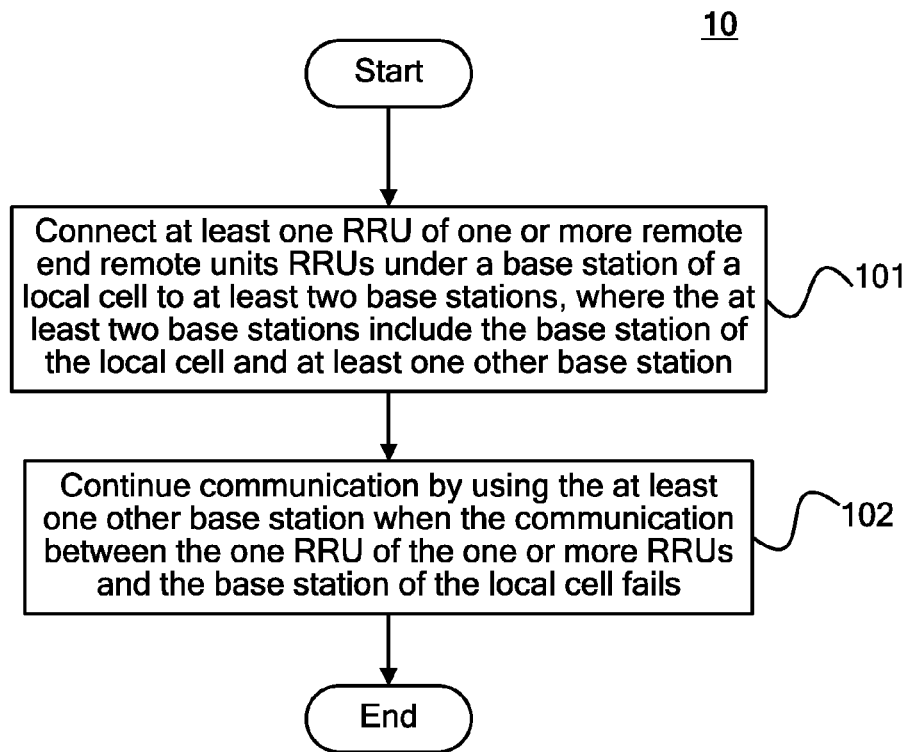 10
Start
Connect at least one RRU of one or more remote
end remote units RRUs under a base station of a
local cell to at least two base stations, where the at
least two base stations include the base station of
the local cell and at least one other base station
101
Continue communication by using the at least
one other base station when the communication
between the one RRU of the one or more RRUs
and the base station of the local cell fails
102
End